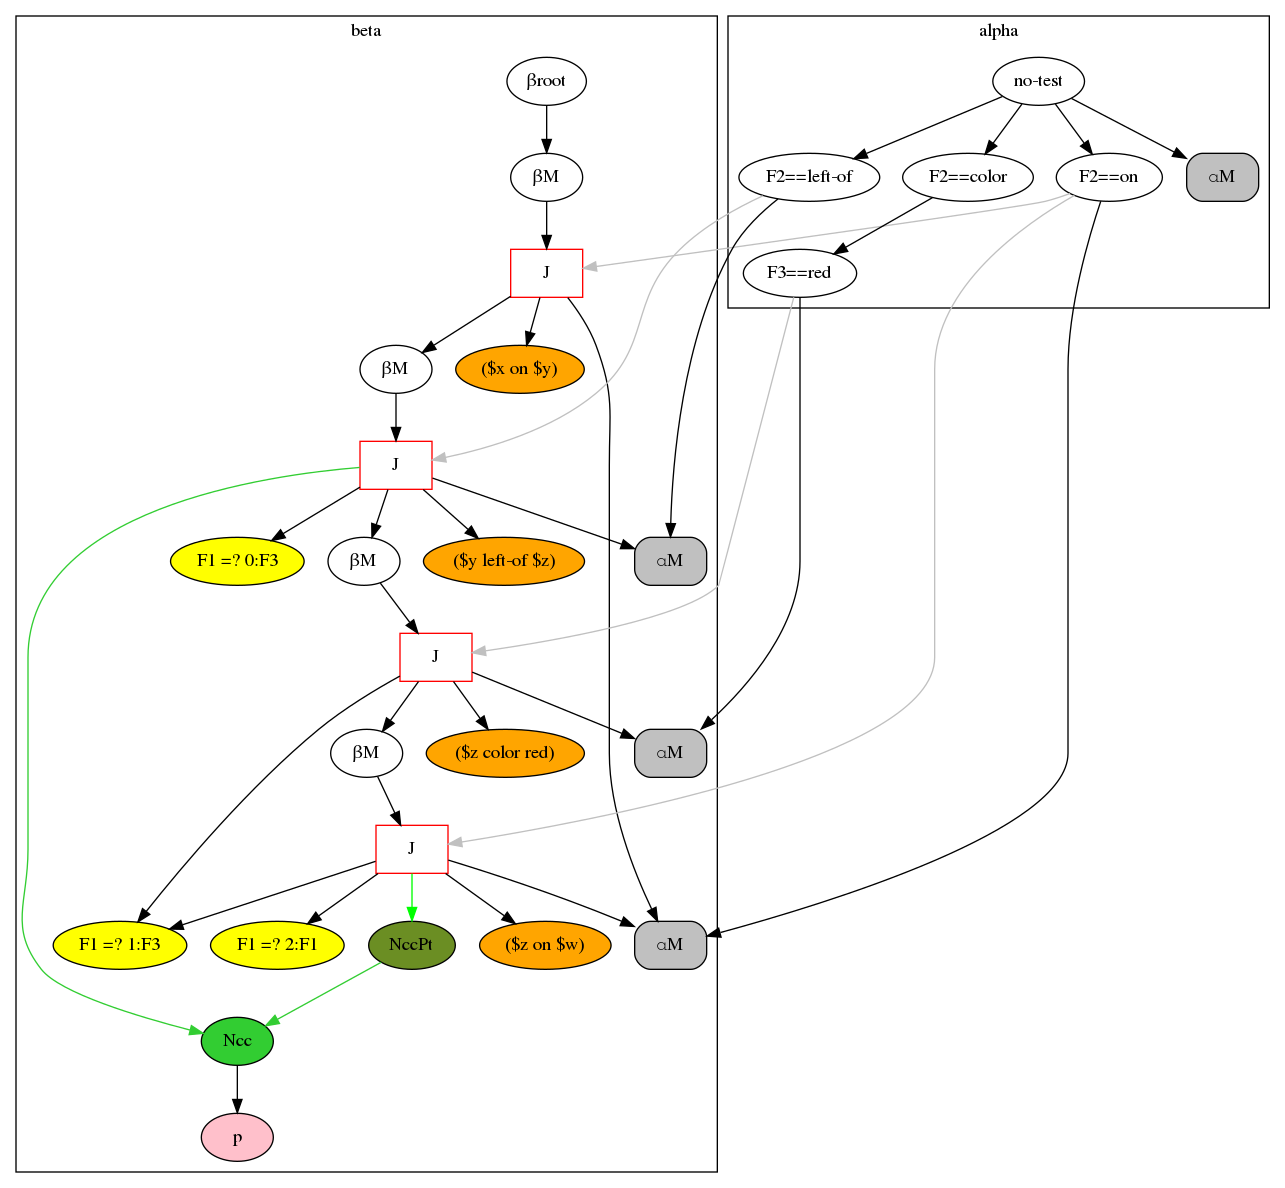 beta
alpha
βroot
no-test
βM
F2==left-of
F2==color
F2==on
αM
J
F3==red
βM
($x on $y)
J
F1 =? 0:F3
βM
($y left-of $z)
αM
J
βM
($z color red)
αM
J
F1 =? 1:F3
F1 =? 2:F1
NccPt
($z on $w)
αM
Ncc
p